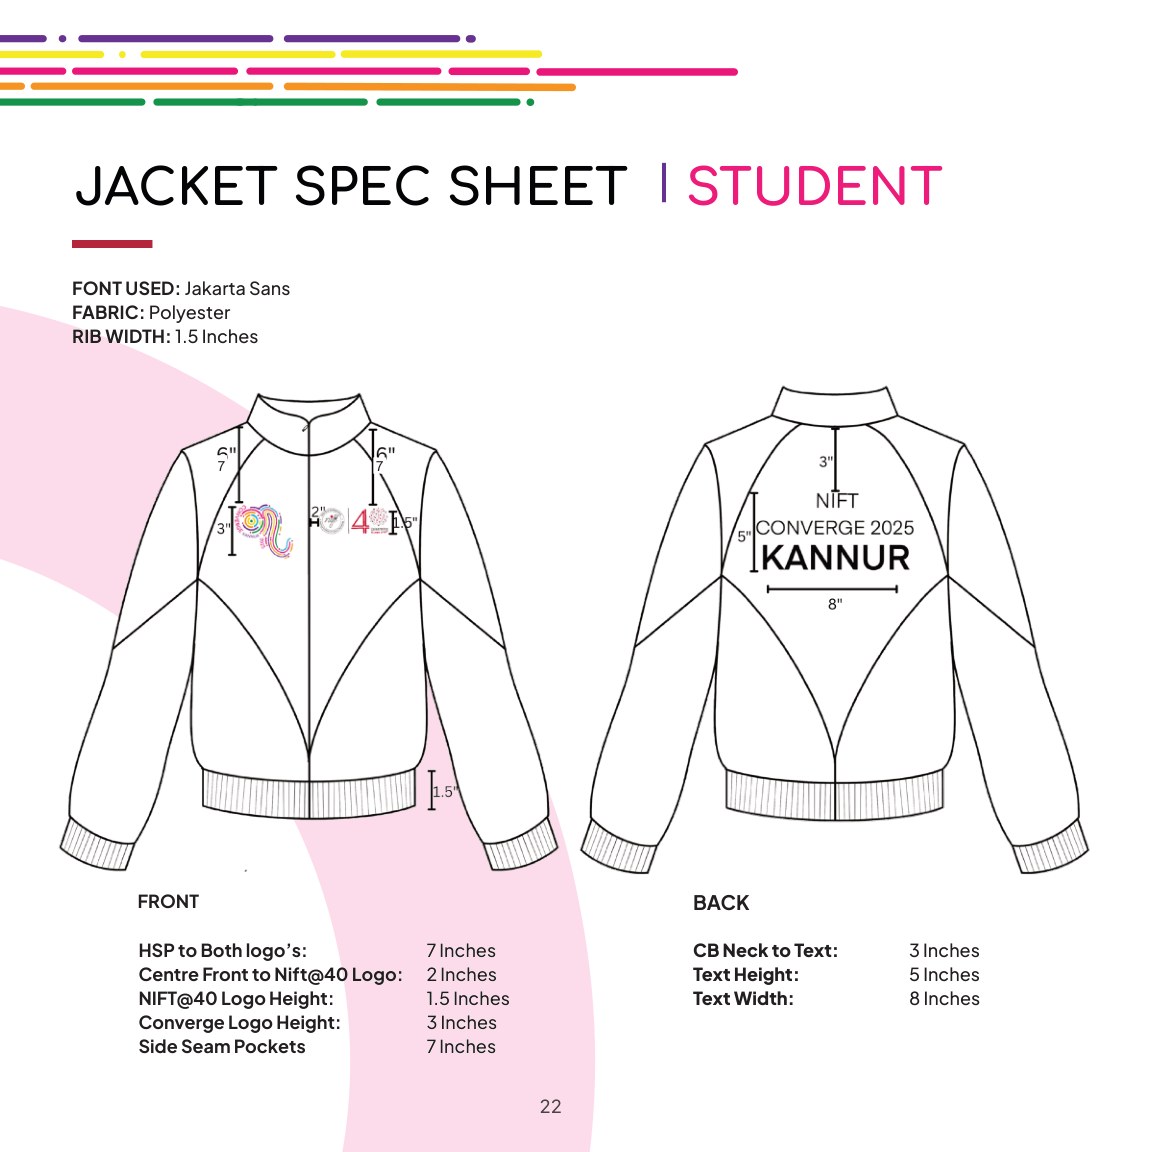 JACKET SPEC SHEET | STUDENT
FONT USED: Jakarta Sans
FABRIC: Polyester
RIB WIDTH: 1.5 Inches
6"
7
6"
7
3"
2"
40
1.5"
1.5"
3"
NIFT
CONVERGE 2025
KANNUR
5"
8"
FRONT
HSP to Both logo’s: 7 Inches
Centre Front to Nift@40 Logo: 2 Inches
NIFT@40 Logo Height: 1.5 Inches
Converge Logo Height: 3 Inches
Side Seam Pockets 7 Inches
BACK
CB Neck to Text: 3 Inches
Text Height: 5 Inches
Text Width: 8 Inches
22